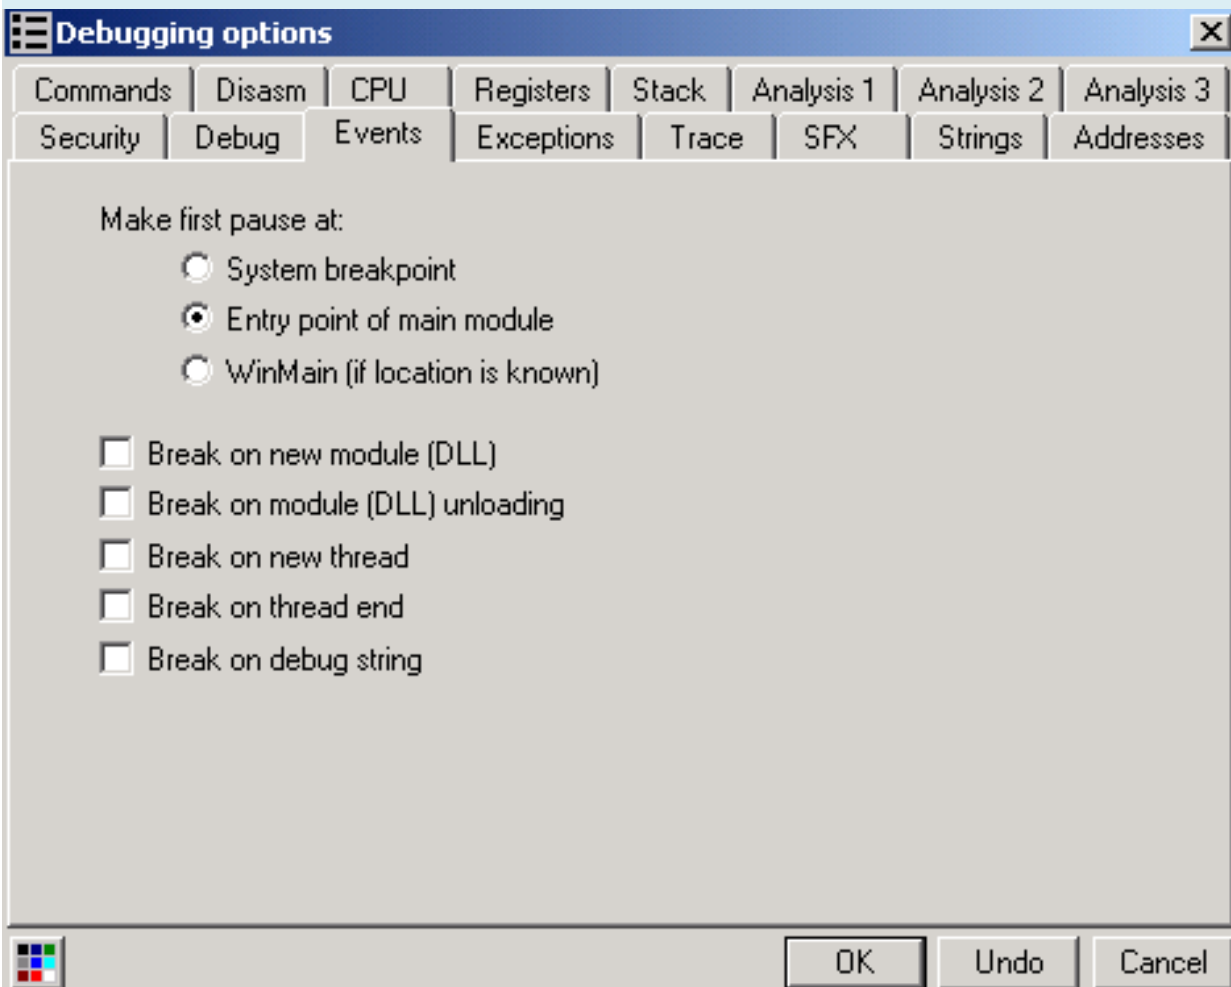 Debugging options
Commands Disasm CPU Registers Stack Analysis 1 Analysis 2 Analysis 3
Security Debug Events Exceptions Trace SFX Strings Addresses
Make first pause at:
System breakpoint
Entry point of main module
WinMain (if location is known)
Break on new module (DLL)
Break on module (DLL) unloading
Break on new thread
Break on thread end
Break on debug string
OK Undo Cancel